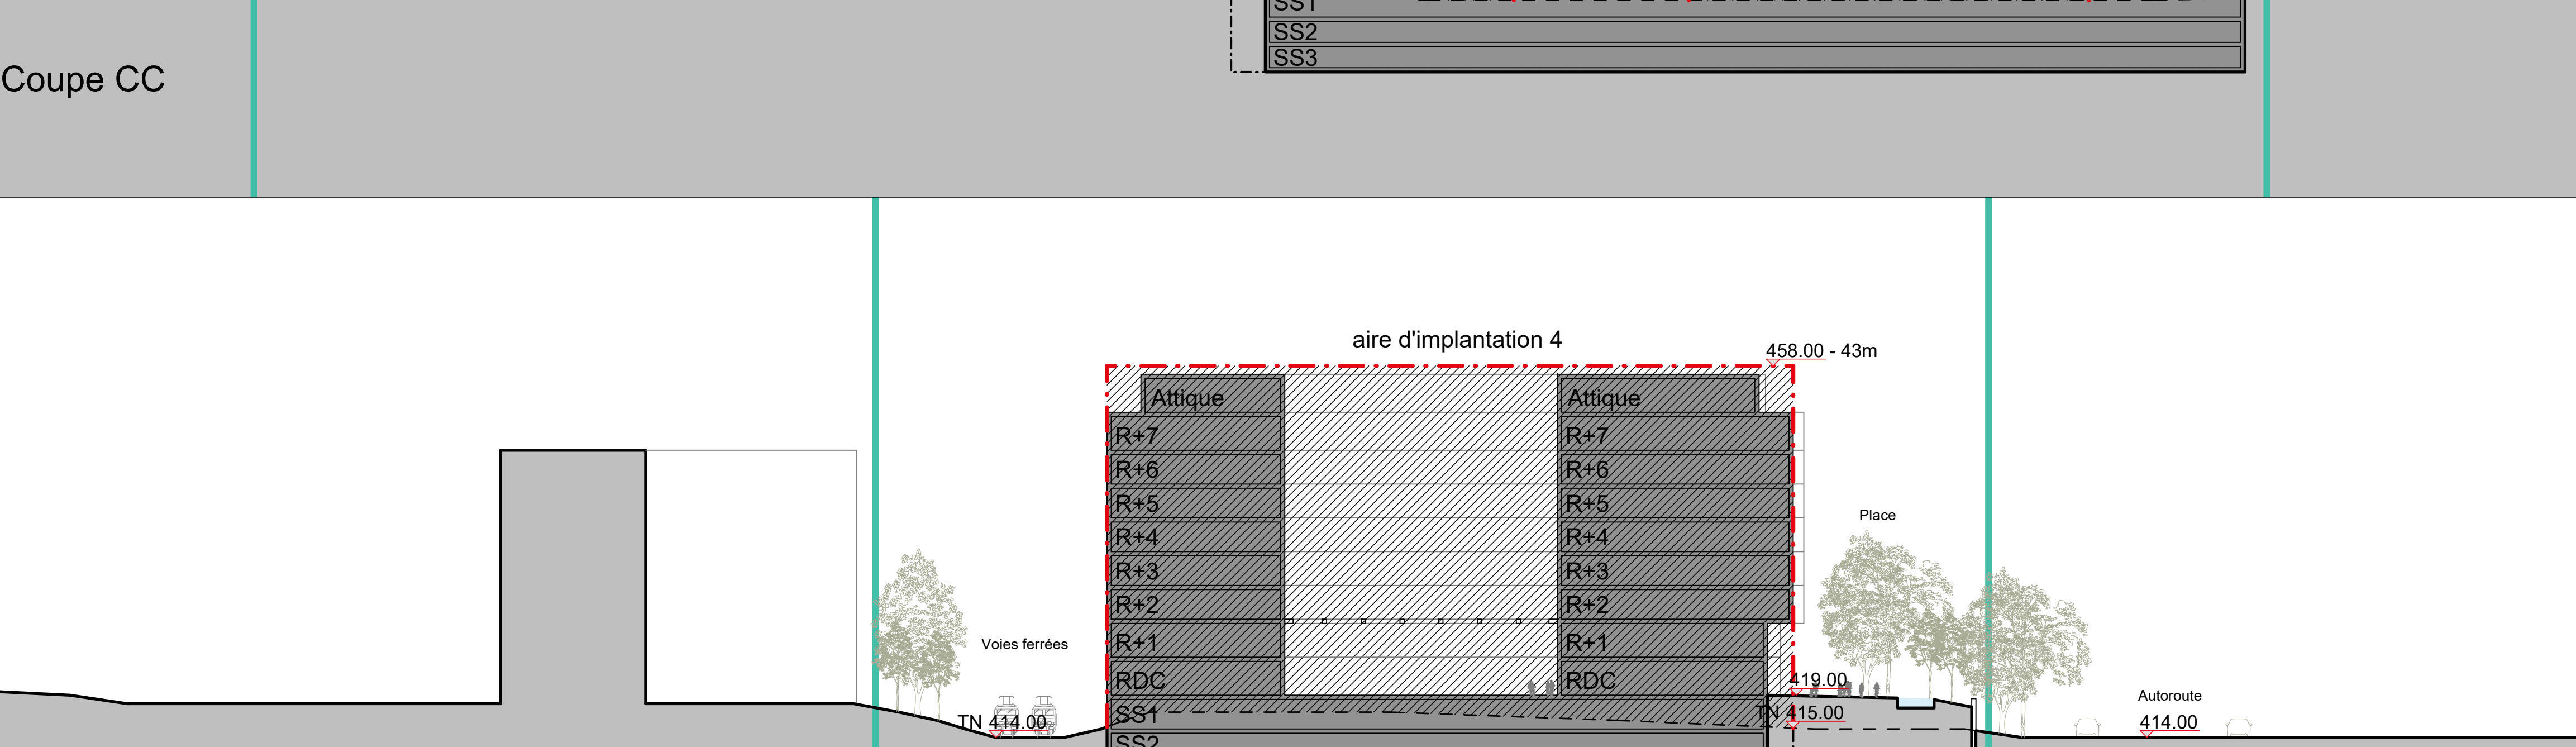 SS1
SS2
SS3
Coupe CC
aire d'implantation 4
458.00 - 43m
Attique Attique
R+7 R+7
R+6 R+6
R+5 R+5
R+4 R+4
Place
R+3 R+3
R+2 R+2
Voies ferrées
R+1 R+1
RDC RDC
419.00
Autoroute
SS1
TN 415.00
TN 414.00
414.00
SS2